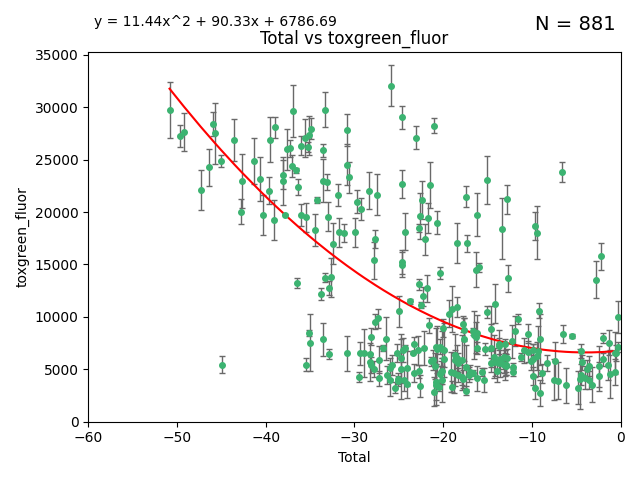 y = 11.44x^2 + 90.33x + 6786.69
N = 881
Total vs toxgreen_fluor
35000
30000
25000
20000
15000
10000
5000
0
toxgreen_fluor
−60 −50 −40 −30 −20 −10 0
Total